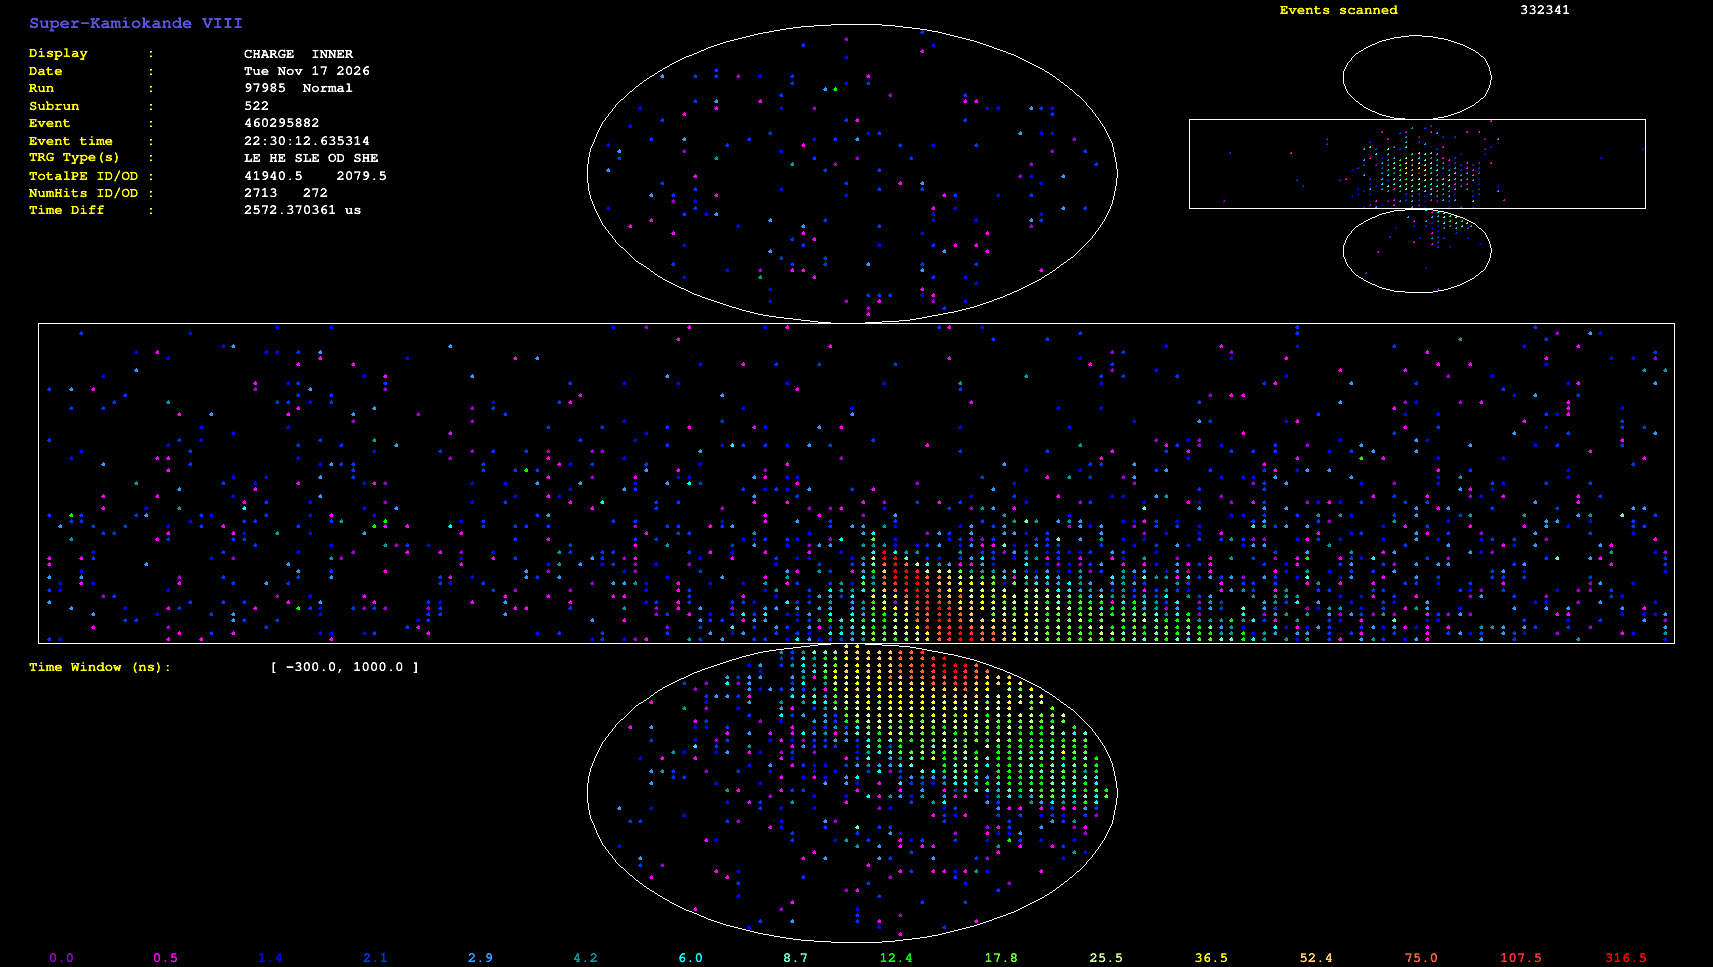 Super-Kamiokande VIII
Events scanned 332341
Display : CHARGE INNER
Date : Tue Nov 17 2026
Run : 97985 Normal
Subrun : 522
Event : 460295882
Event time : 22:30:12.635314
TRG Type(s) : LE HE SLE OD SHE
TotalPE ID/OD : 41940.5 2079.5
NumHits ID/OD : 2713 272
Time Diff : 2572.370361 us
Time Window (ns): [ -300.0, 1000.0 ]
0.0 0.5 1.4 2.1 2.9 4.2 6.0 8.7 12.4 17.8 25.5 36.5 52.4 75.0 107.5 316.5